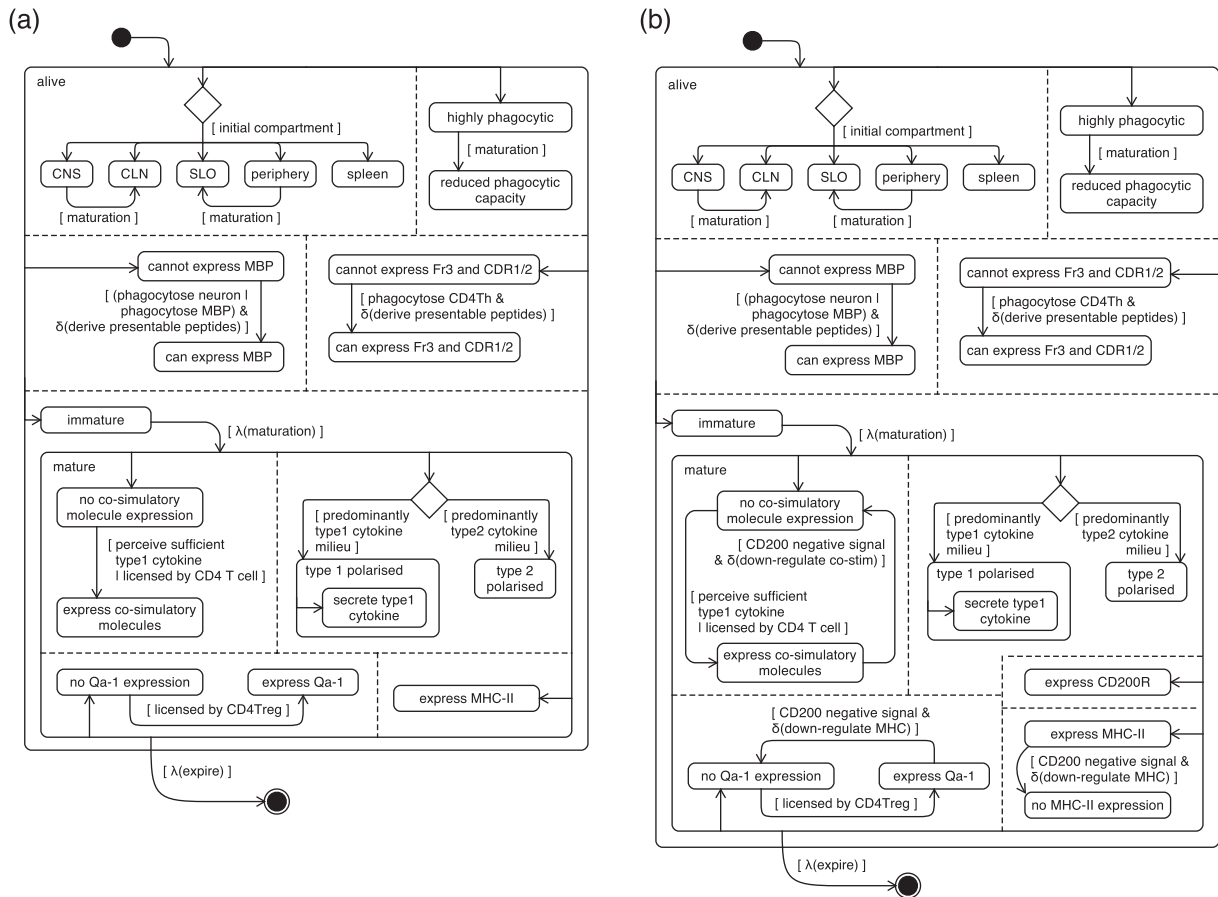 (a)
alive
[ initial compartment ]
CNS
CLN
SLO
periphery
spleen
[ maturation ]
[ maturation ]
highly phagocytic
[ maturation ]
reduced phagocytic
capacity
cannot express MBP
[ (phagocytose neuron |
phagocytose MBP) &
δ(derive presentable peptides) ]
can express MBP
cannot express Fr3 and CDR1/2
[ phagocytose CD4Th &
δ(derive presentable peptides) ]
can express Fr3 and CDR1/2
immature
[ λ(maturation) ]
mature
no co-simulatory
molecule expression
[ perceive sufficient
type1 cytokine
| licensed by CD4 T cell ]
express co-simulatory
molecules
[ predominantly
type1 cytokine
milieu ]
[ predominantly
type2 cytokine
milieu ]
type 1 polarised
secrete type1
cytokine
type 2
polarised
no Qa-1 expression
express Qa-1
[ licensed by CD4Treg ]
express MHC-II
[ λ(expire) ]
(b)
alive
[ initial compartment ]
CNS
CLN
SLO
periphery
spleen
[ maturation ]
[ maturation ]
highly phagocytic
[ maturation ]
reduced phagocytic
capacity
cannot express MBP
[ (phagocytose neuron |
phagocytose MBP) &
δ(derive presentable peptides) ]
can express MBP
cannot express Fr3 and CDR1/2
[ phagocytose CD4Th &
δ(derive presentable peptides) ]
can express Fr3 and CDR1/2
immature
[ λ(maturation) ]
mature
no co-simulatory
molecule expression
[ CD200 negative signal
& δ(down-regulate co-stim) ]
[ perceive sufficient
type1 cytokine
| licensed by CD4 T cell ]
express co-simulatory
molecules
[ predominantly
type1 cytokine
milieu ]
[ predominantly
type2 cytokine
milieu ]
type 1 polarised
secrete type1
cytokine
type 2
polarised
express CD200R
[ CD200 negative signal &
δ(down-regulate MHC) ]
no Qa-1 expression
express Qa-1
[ licensed by CD4Treg ]
express MHC-II
[ CD200 negative signal &
δ(down-regulate MHC) ]
no MHC-II expression
[ λ(expire) ]